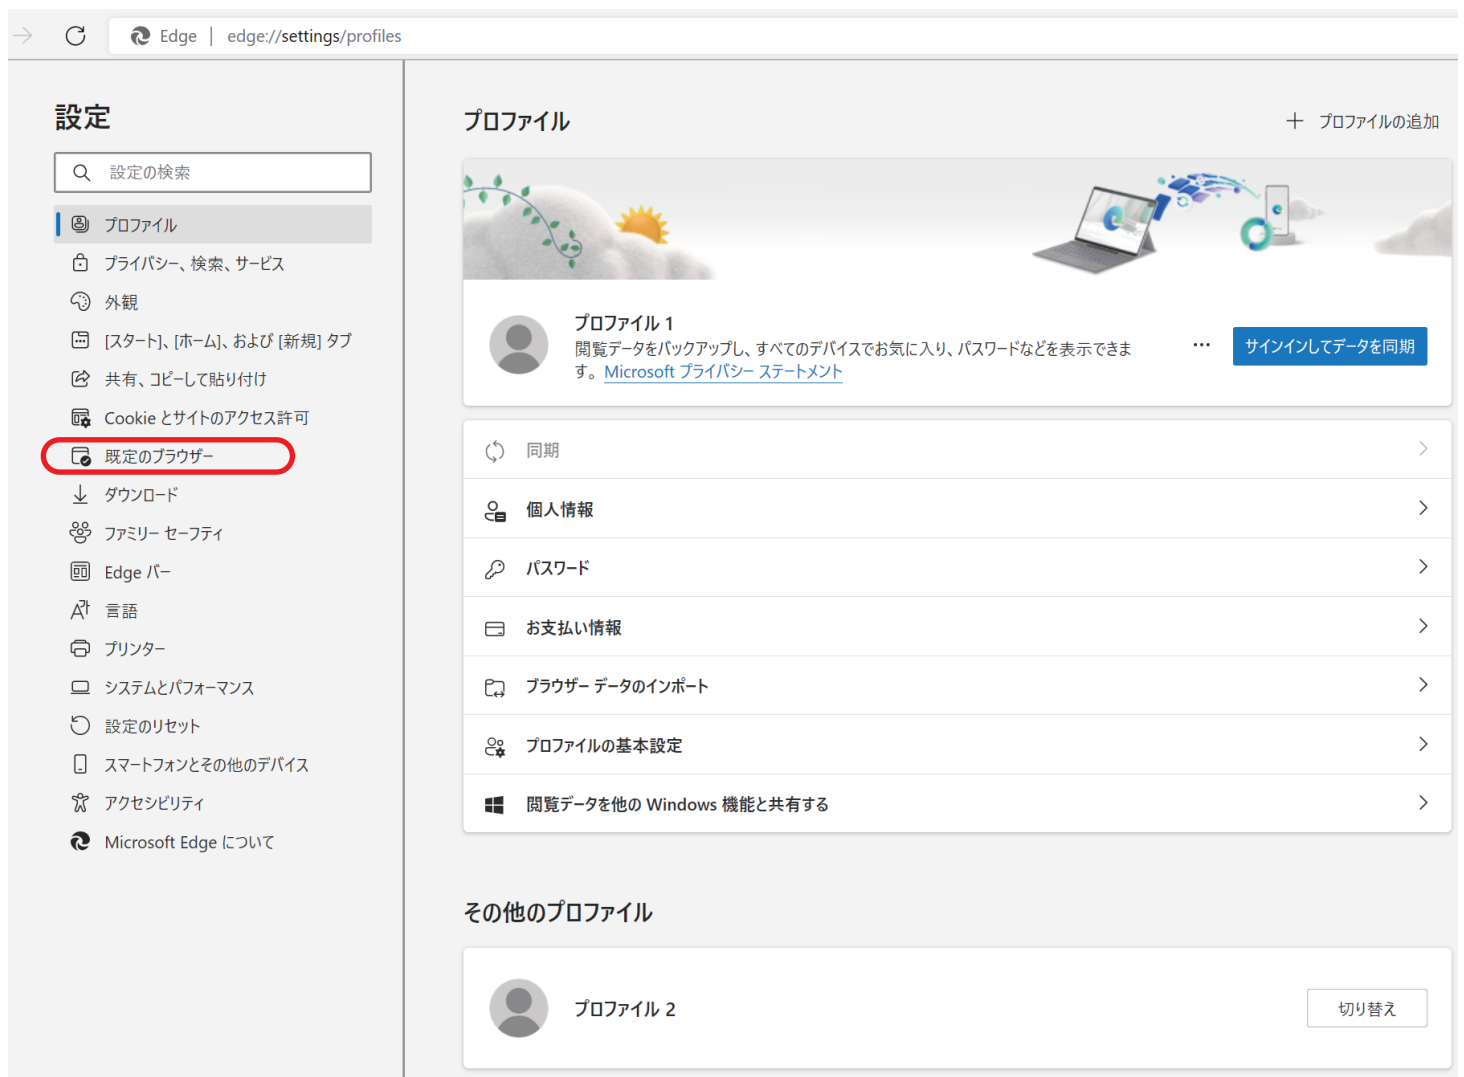 Edge | edge://settings/profiles
設定
設定の検索
プロファイル
プライバシー、検索、サービス
外観
[スタート]、[ホーム]、および [新規] タブ
共有、コピーして貼り付け
Cookie とサイトのアクセス許可
既定のブラウザー
ダウンロード
ファミリー セーフティ
Edge バー
言語
プリンター
システムとパフォーマンス
設定のリセット
スマートフォンとその他のデバイス
アクセシビリティ
Microsoft Edge について
プロファイル
プロファイルの追加
プロファイル 1
閲覧データをバックアップし、すべてのデバイスでお気に入り、パスワードなどを表示できま
す。Microsoft プライバシー ステートメント
サインインしてデータを同期
同期
個人情報
パスワード
お支払い情報
ブラウザー データのインポート
プロファイルの基本設定
閲覧データを他の Windows 機能と共有する
その他のプロファイル
プロファイル 2
切り替え